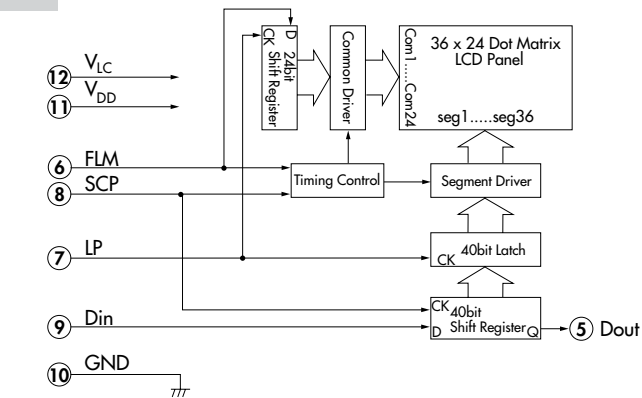 D
CK
24bit
Shift Register
Common Driver
Com1.....Com24
36 x 24 Dot Matrix
LCD Panel
seg1.....seg36
12 VLC
11 VDD
6 FLM
8 SCP
Timing Control
Segment Driver
7 LP
40bit Latch
CK
CK
40bit
Shift Register
D
Q
9 Din
5 Dout
10 GND